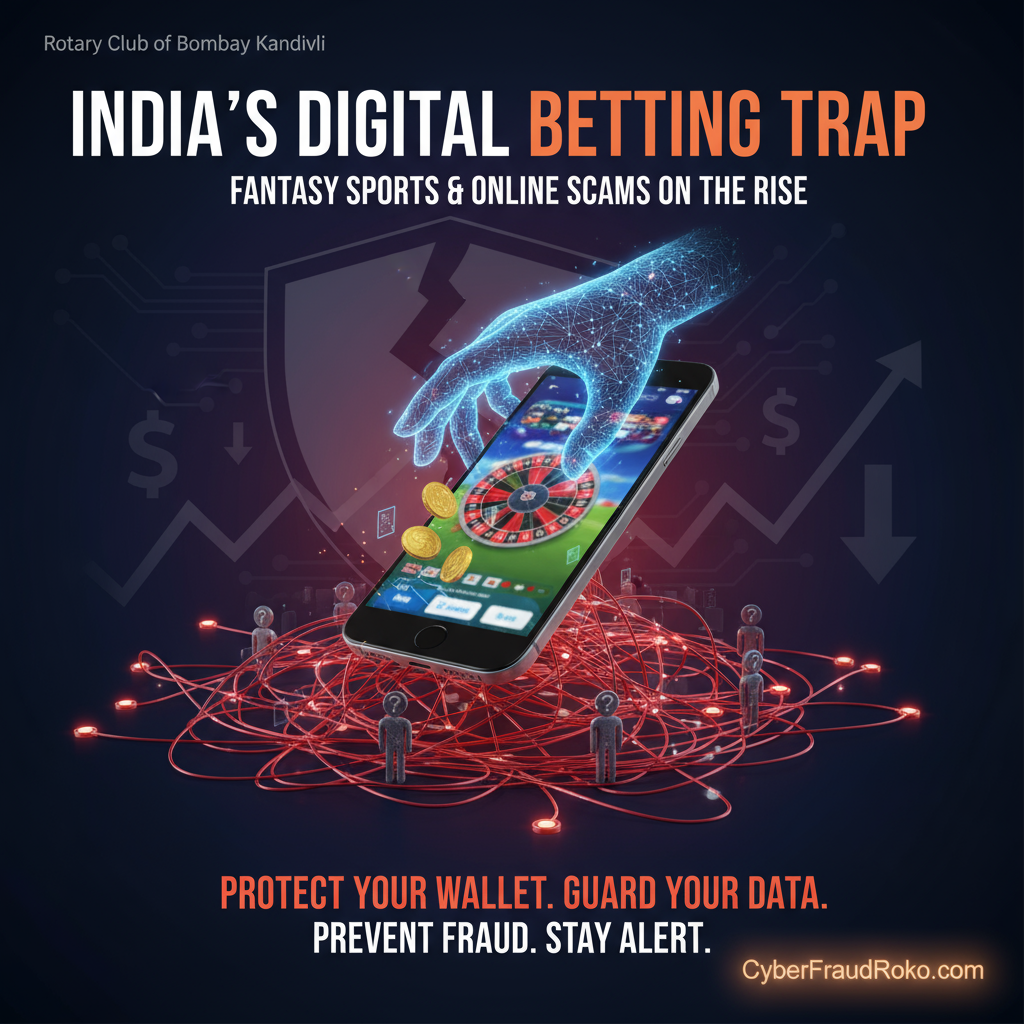 Rotary Club of Bombay Kandivli
INDIA'S DIGITAL BETTING TRAP
FANTASY SPORTS & ONLINE SCAMS ON THE RISE
PROTECT YOUR WALLET. GUARD YOUR DATA.
PREVENT FRAUD. STAY ALERT.
CyberFraudRoko.com